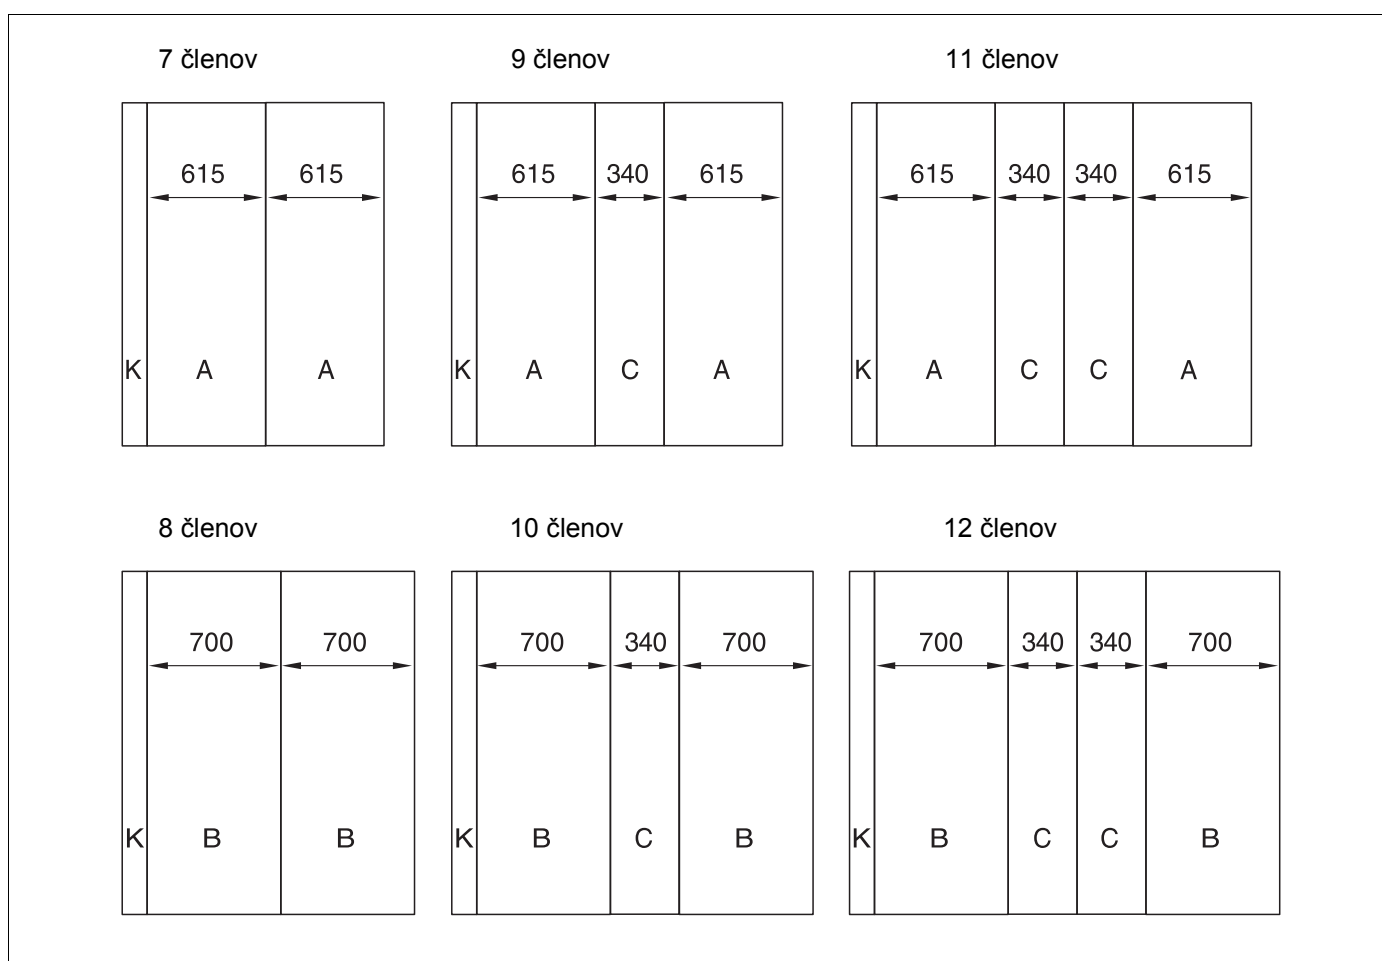 7 členov 9 členov 11 členov
615 615 615 340 615 615 340 340 615
K A A K A C A K A C C A
8 členov 10 členov 12 členov
700 700 700 340 700 700 340 340 700
K B B K B C B K B C C B